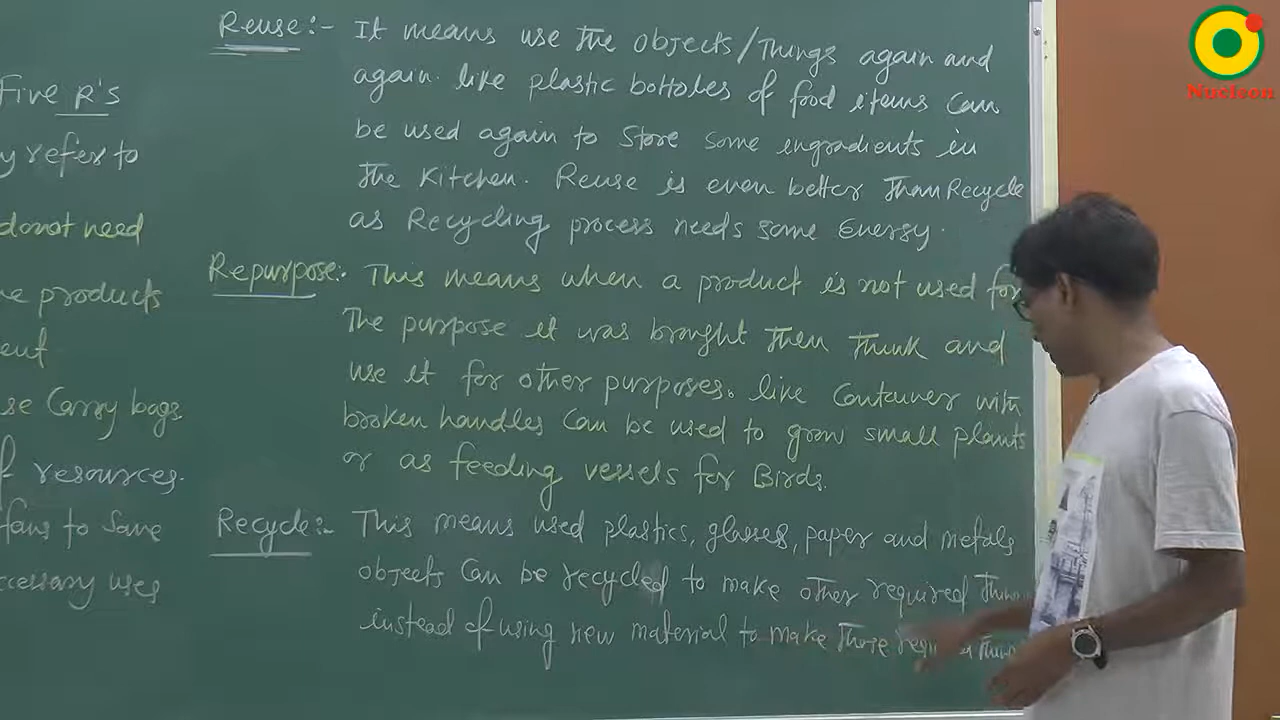 Five R's
y refer to
do not need
e products
ent
se Carry bags
f resources.
fans to Save
ccessary uses
Reuse:- It means use the objects/Things again and
again. like plastic bottoles of food items Can
be used again to Store some ingradients in
the Kitchen. Reuse is even better Than Recycle
as Recycling process needs some Energy.
Repurpose:- This means when a product is not used for
The purpose it was brought then think and
use it for other purposes. like Container with
broken handles Can be used to grow small plants
or as feeding vessels for Birds.
Recycle:- This means used plastics, glasses, paper and metals
objects Can be recycled to make other required
instead of using new material to make those
Nucleon